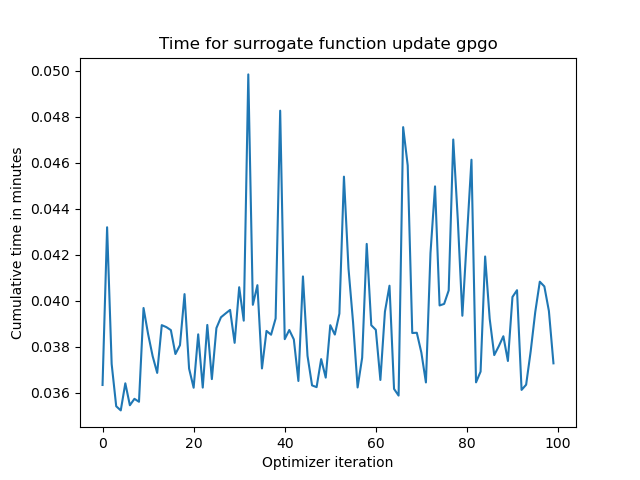 Time for surrogate function update gpgo
Cumulative time in minutes
0.050
0.048
0.046
0.044
0.042
0.040
0.038
0.036
0 20 40 60 80 100
Optimizer iteration